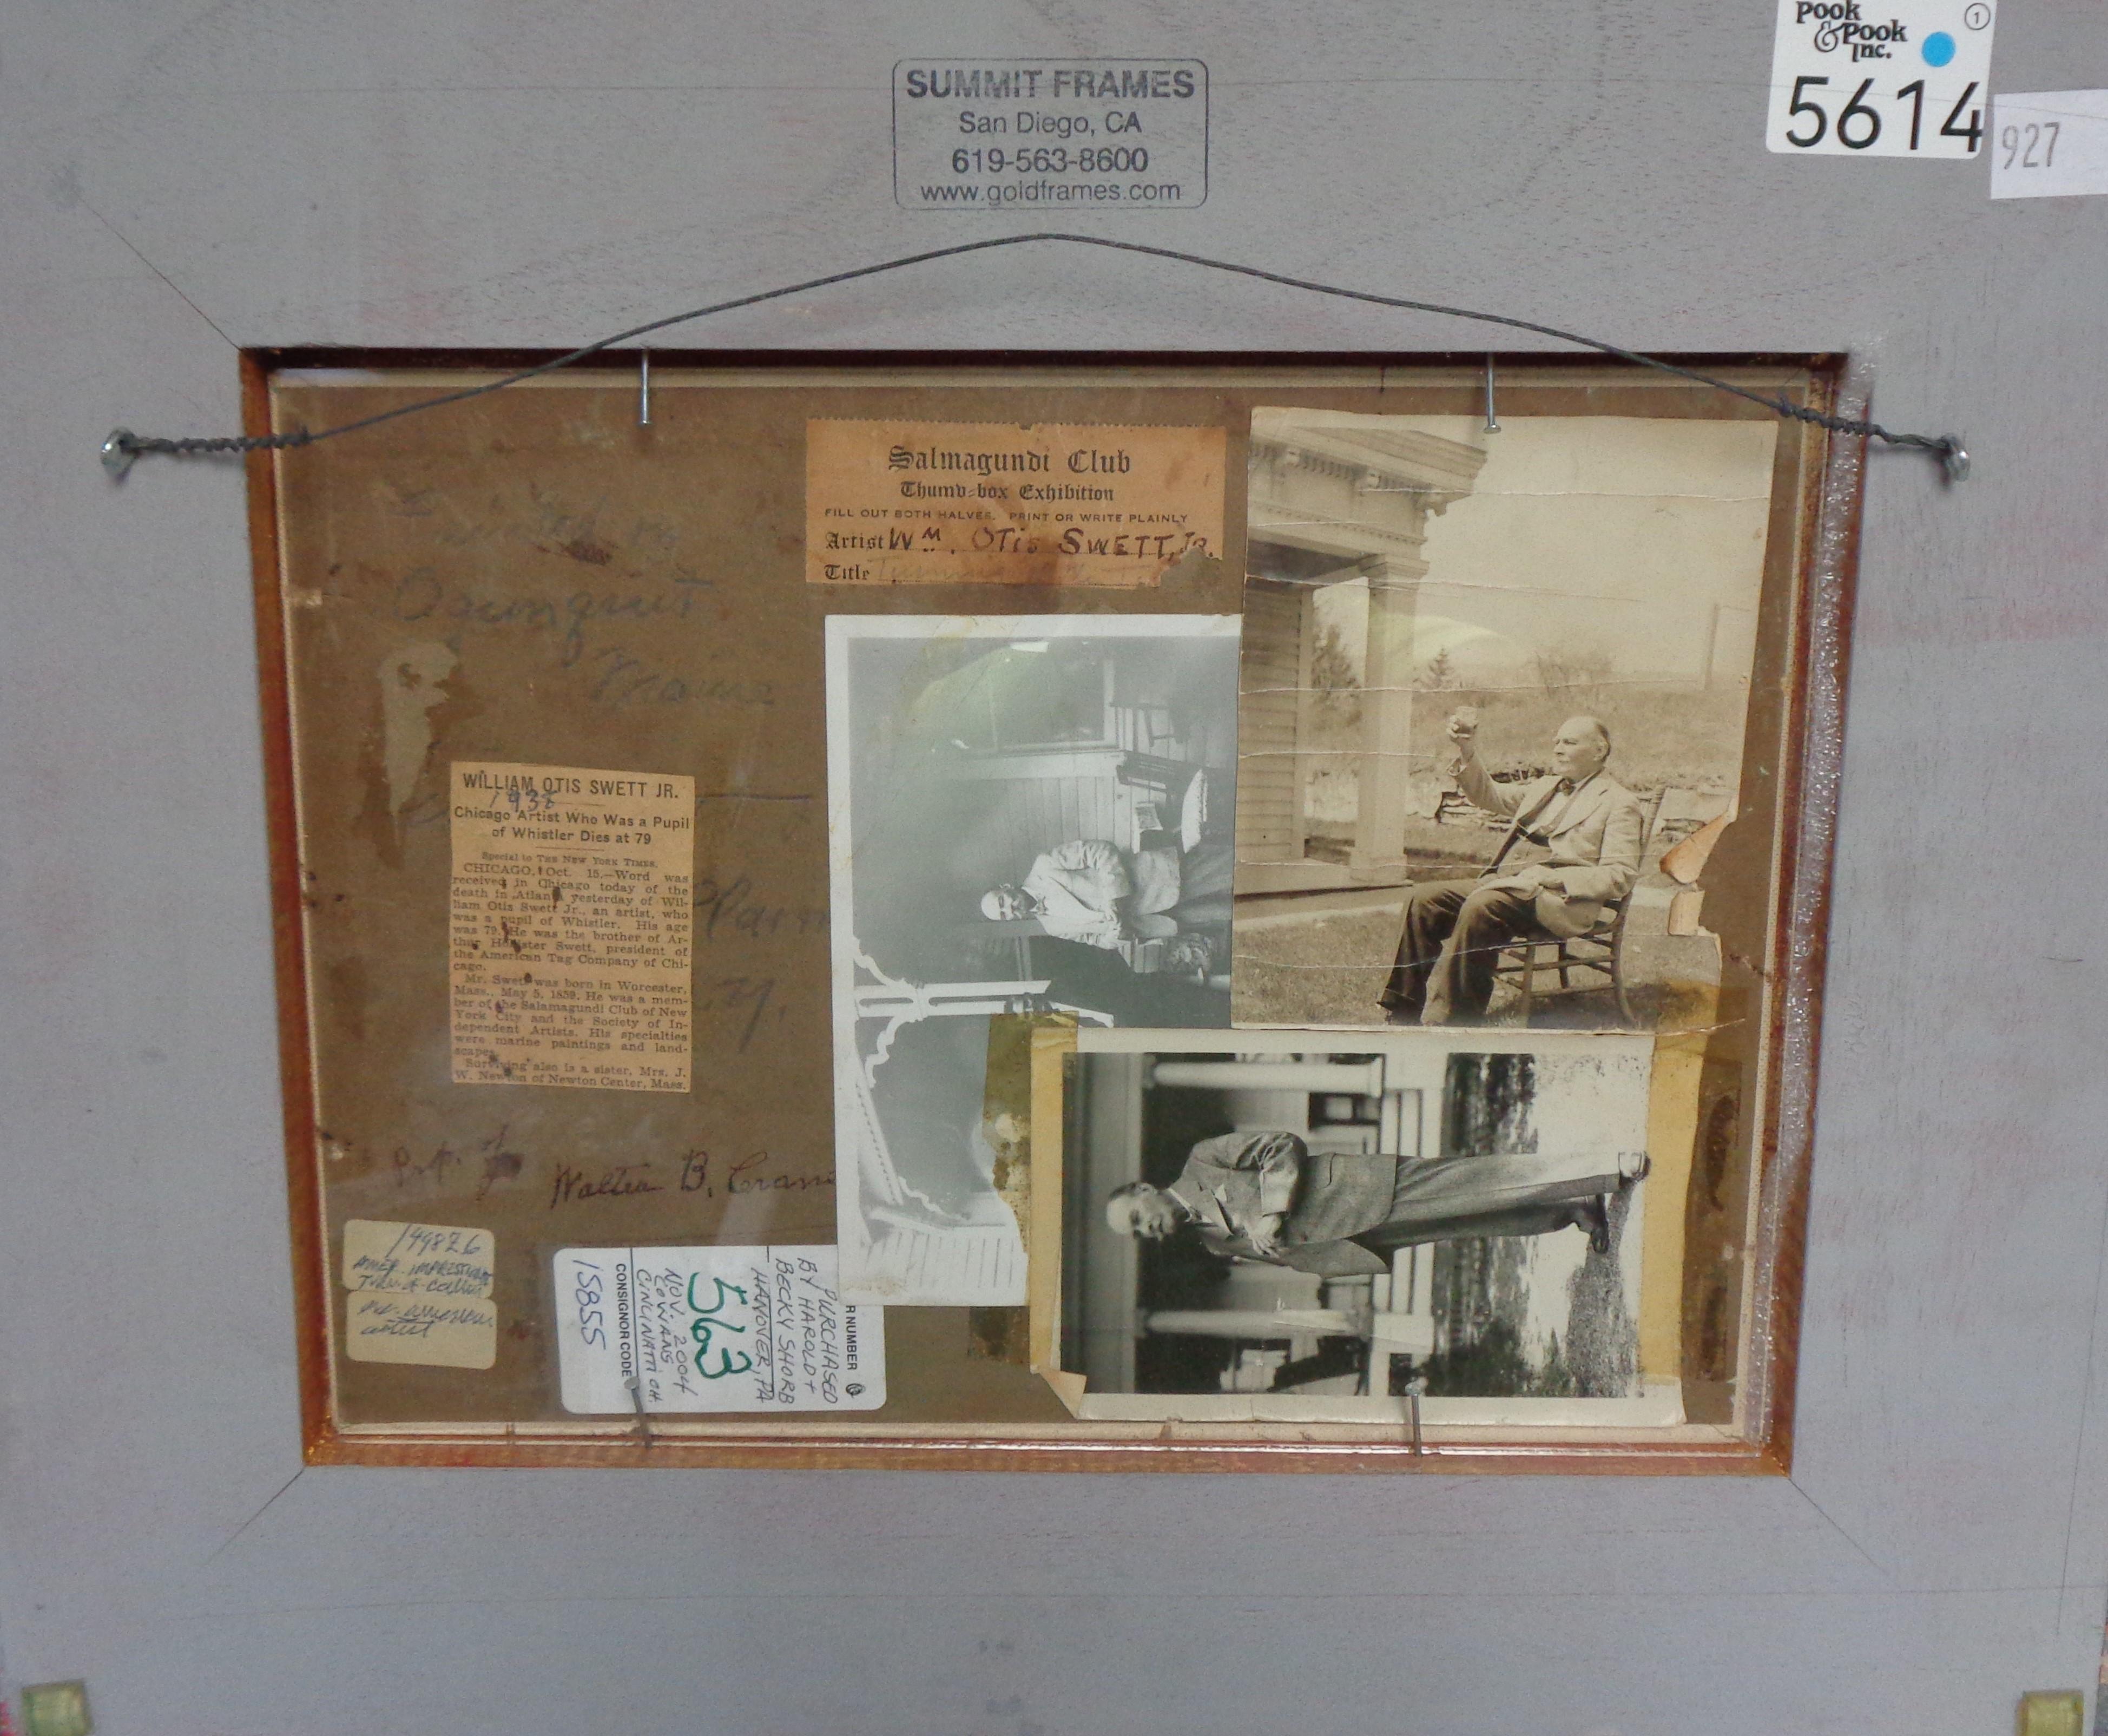 Pook
& Pook
Inc.
1
5614
927
SUMMIT FRAMES
San Diego, CA
619-563-8600
www.goldframes.com
Salmagundi Club
Thumb-box Exhibition
FILL OUT BOTH HALVES. PRINT OR WRITE PLAINLY
Artist Wm. OTis SWETT, JR.
Title
Ogunquit
Maine
WILLIAM OTIS SWETT JR.
1938
Chicago Artist Who Was a Pupil
of Whistler Dies at 79
Special to THE NEW YORK TIMES.
CHICAGO, Oct. 15.—Word was
received in Chicago today of the
death in Atlanta yesterday of Wil-
liam Otis Swett Jr., an artist, who
was a pupil of Whistler. His age
was 79. He was the brother of Ar-
thur Hollister Swett, president of
the American Tag Company of Chi-
cago.
Mr. Swett was born in Worcester,
Mass., May 5, 1859. He was a mem-
ber of the Salamagundi Club of New
York City and the Society of In-
dependent Artists. His specialties
were marine paintings and land-
scapes.
Surviving also is a sister, Mrs. J.
W. Newton of Newton Center, Mass.
of
Walter B.
149826
AMER. IMPRESSIONIST
artist
R NUMBER
PURCHASED
BY HAROLD +
BECKY SHORB
HANOVER, PA
563
NOV. 2004
COWANS
CINCINATTI OH.
CONSIGNOR CODE
15855